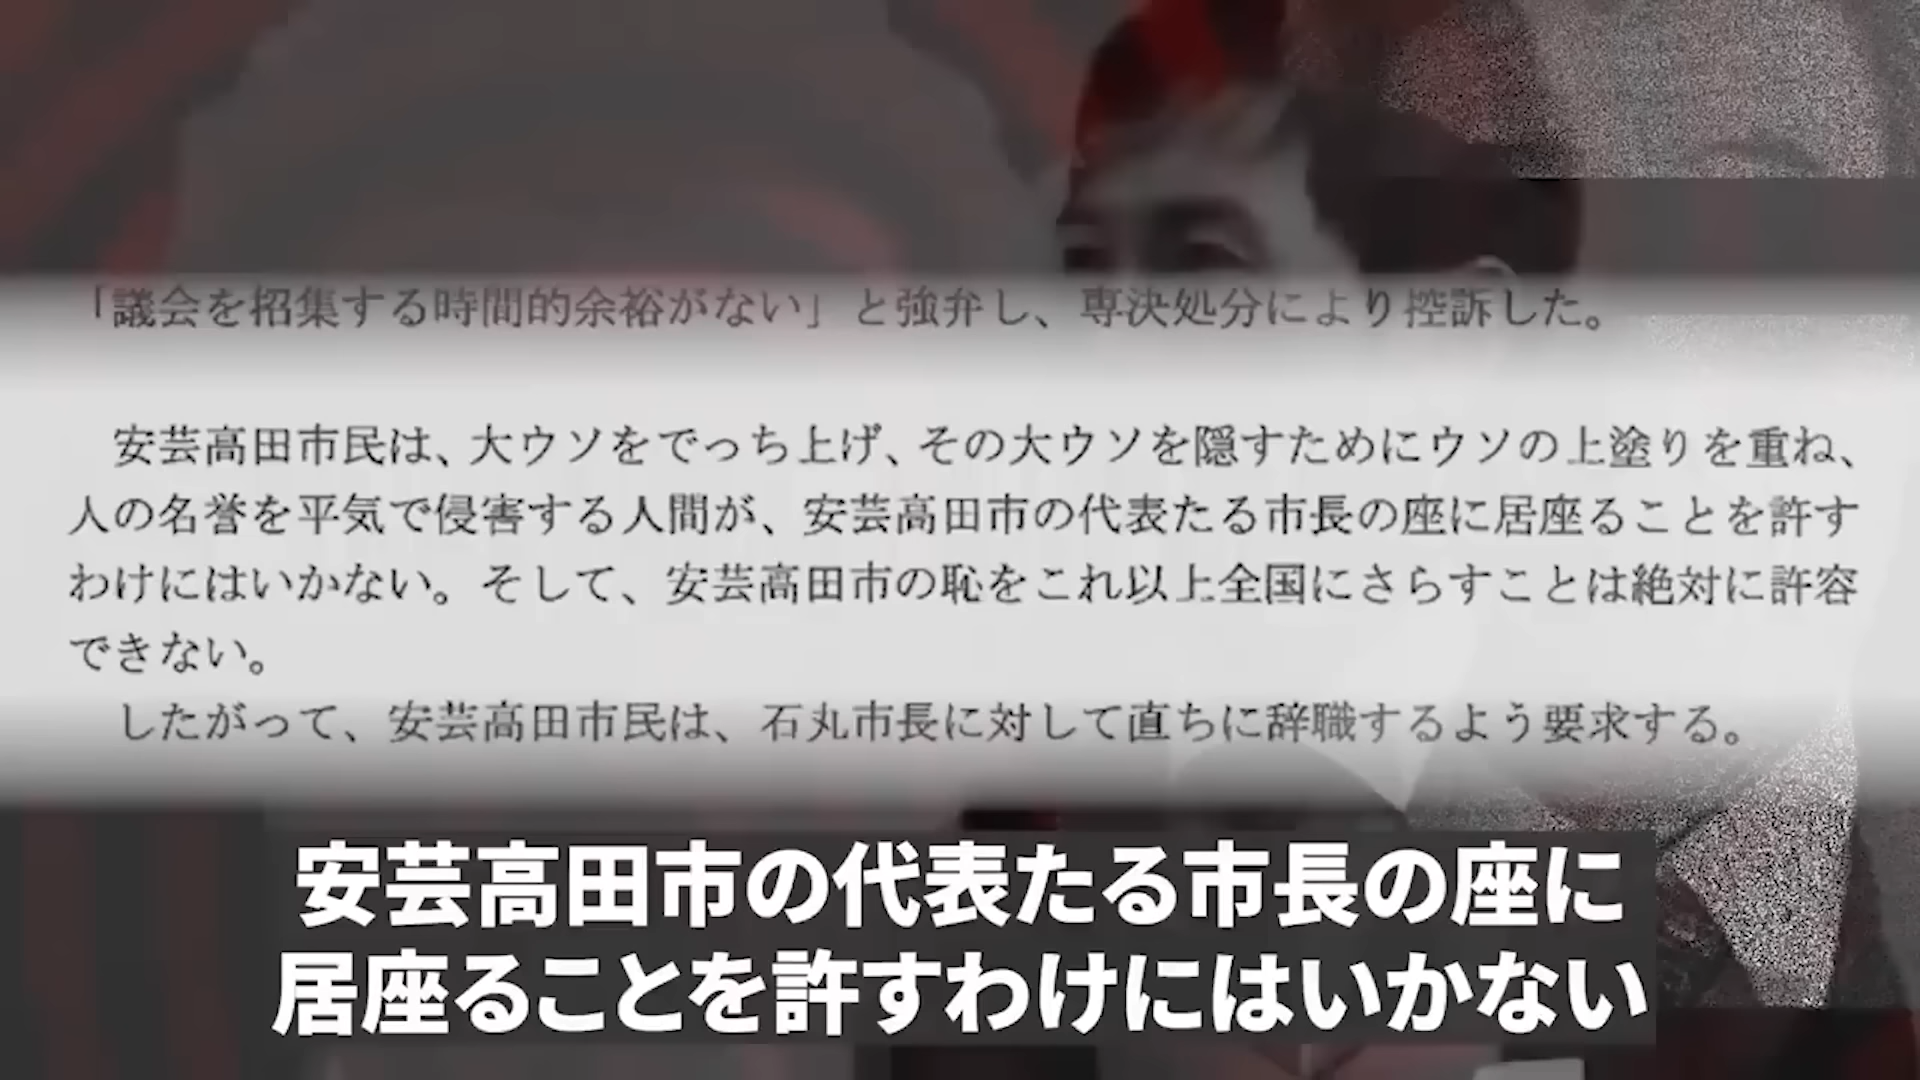 「議会を招集する時間的余裕がない」と強弁し、専決処分により控訴した。
安芸高田市民は、大ウソをでっち上げ、その大ウソを隠すためにウソの上塗りを重ね、
人の名誉を平気で侵害する人間が、安芸高田市の代表たる市長の座に居座ることを許す
わけにはいかない。そして、安芸高田市の恥をこれ以上全国にさらすことは絶対に許容
できない。
したがって、安芸高田市民は、石丸市長に対して直ちに辞職するよう要求する。
安芸高田市の代表たる市長の座に
居座ることを許すわけにはいかない